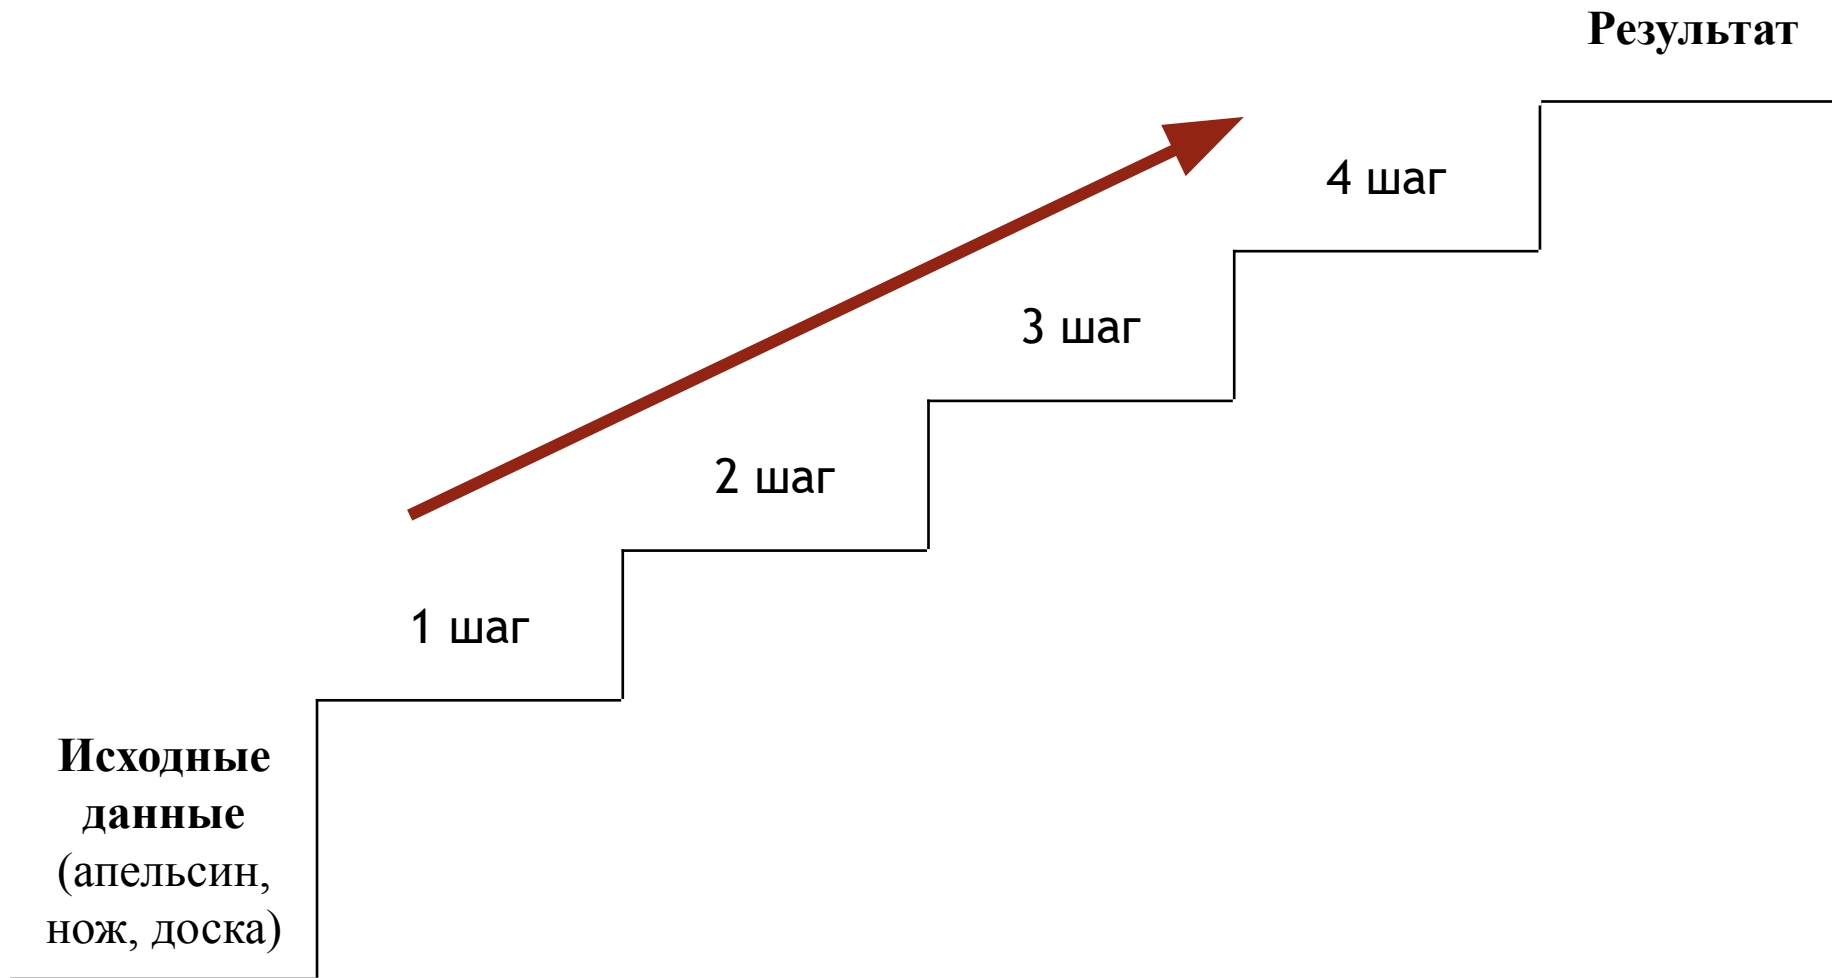 Результат
4 шаг
3 шаг
2 шаг
1 шаг
Исходные
данные
(апельсин,
нож, доска)